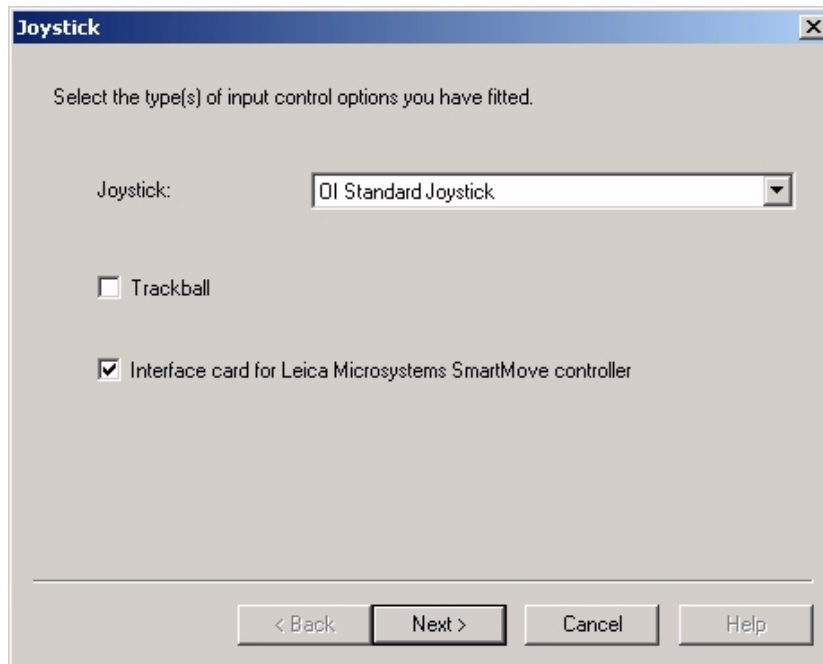 Joystick
Select the type(s) of input control options you have fitted.
Joystick: OI Standard Joystick
Trackball
Interface card for Leica Microsystems SmartMove controller
< Back Next > Cancel Help